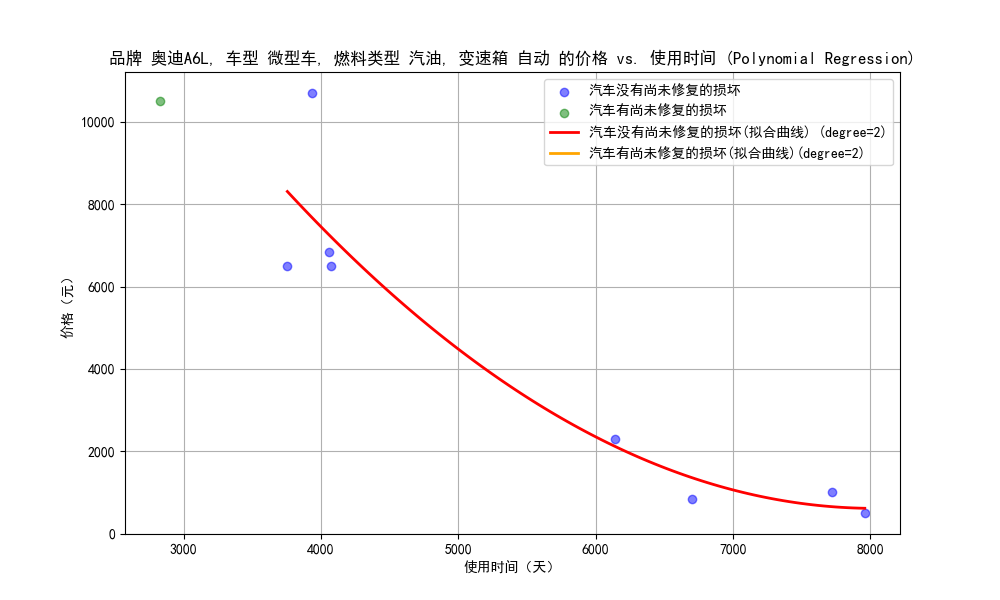 品牌 奥迪A6L, 车型 微型车, 燃料类型 汽油, 变速箱 自动 的价格 vs. 使用时间 (Polynomial Regression)
汽车没有尚未修复的损坏
汽车有尚未修复的损坏
汽车没有尚未修复的损坏(拟合曲线) (degree=2)
汽车有尚未修复的损坏(拟合曲线)(degree=2)
价格（元）
10000
8000
6000
4000
2000
0
3000 4000 5000 6000 7000 8000
使用时间（天）